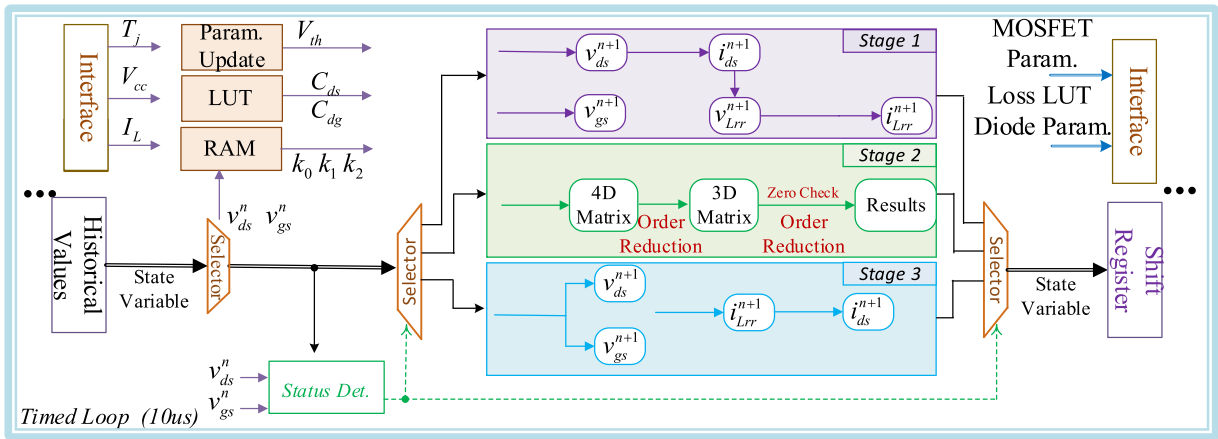 Interface
T_j
V_cc
I_L
Param.
Update
LUT
RAM
V_th
C_ds
C_dg
k_0 k_1 k_2
•••
Historical
Values
State
Variable
v_ds^n v_gs^n
Selector
v_ds^n
v_gs^n
Status Det.
Timed Loop (10us)
Selector
Stage 1
v_ds^{n+1}
i_ds^{n+1}
v_gs^{n+1}
v_Lrr^{n+1}
i_Lrr^{n+1}
Stage 2
4D
Matrix
Order
Reduction
3D
Matrix
Zero Check
Order
Reduction
Results
Stage 3
v_ds^{n+1}
v_gs^{n+1}
i_Lrr^{n+1}
i_ds^{n+1}
Selector
State
Variable
MOSFET
Param.
Loss LUT
Diode Param.
Interface
•••
Shift
Register